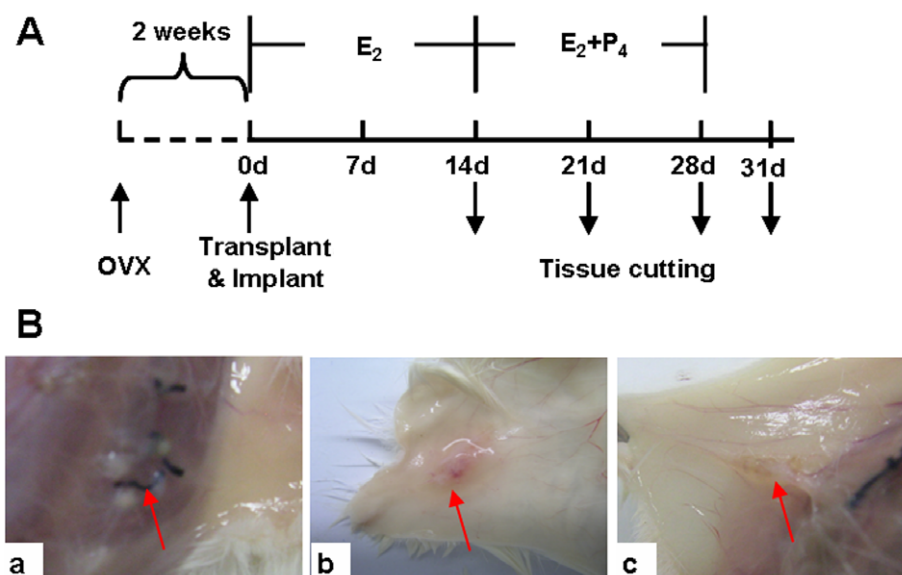 A
2 weeks
E2
E2+P4
0d 7d 14d 21d 28d 31d
OVX
Transplant
& Implant
Tissue cutting
B
a b c